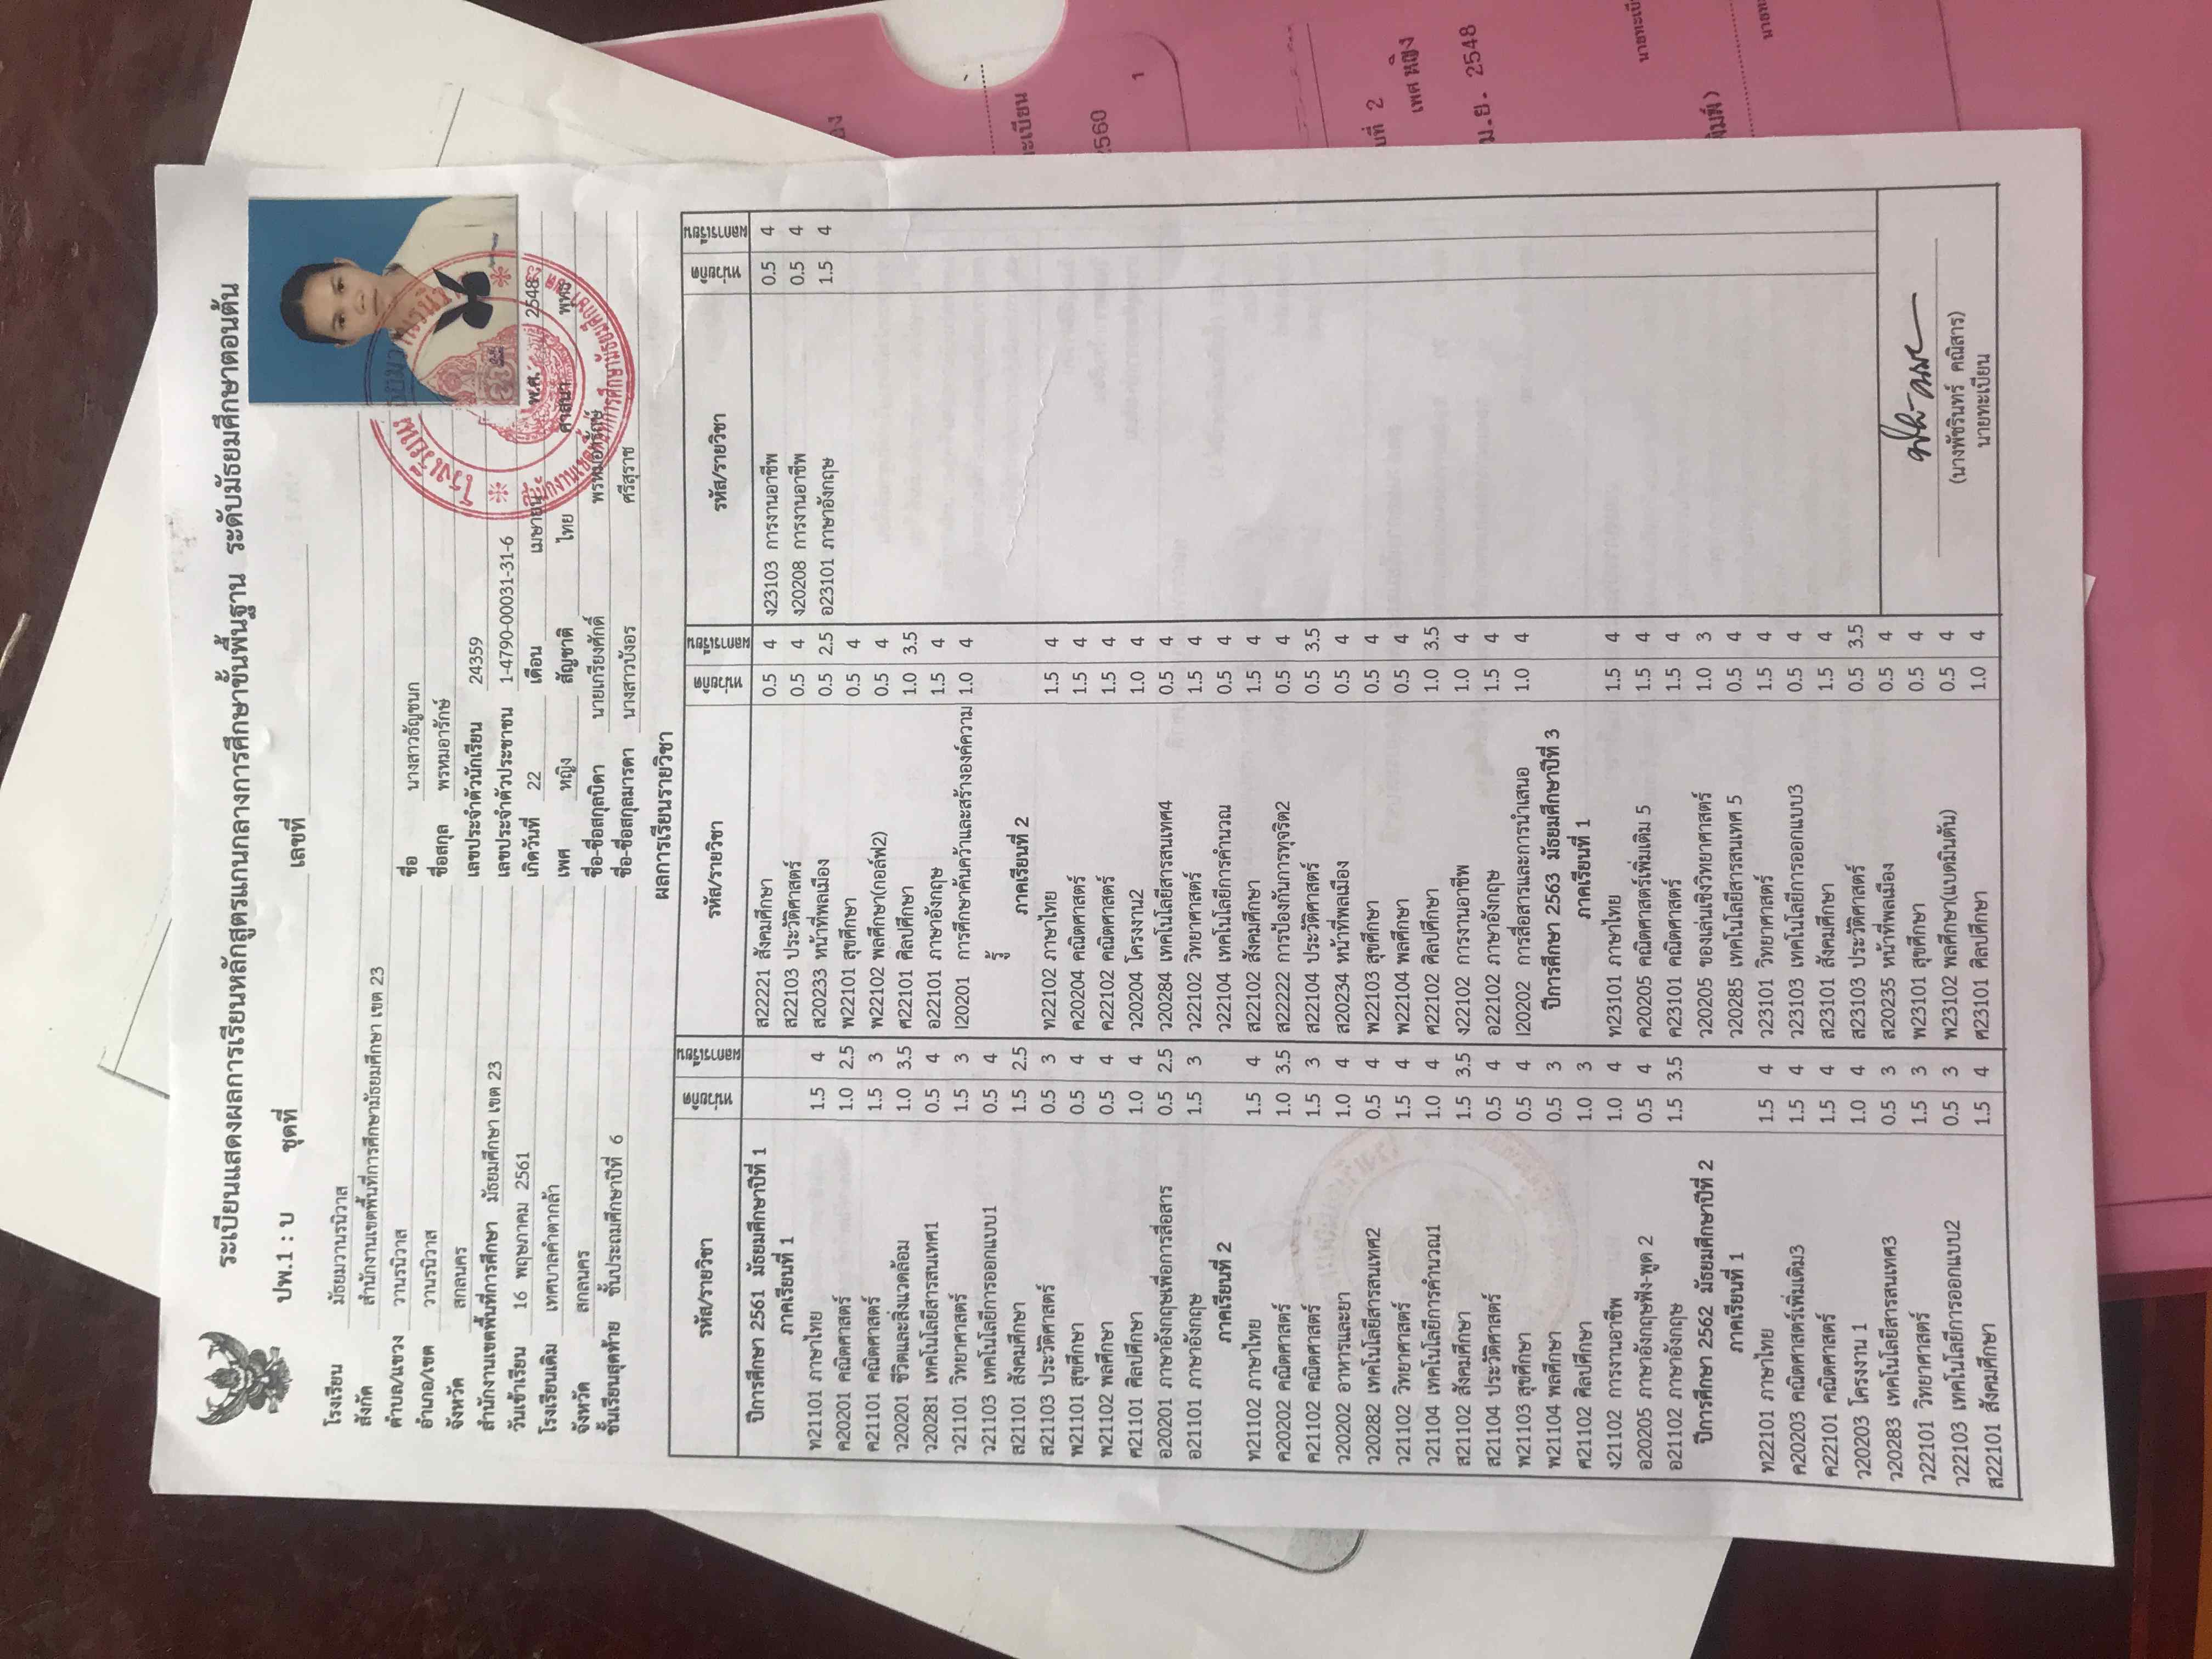 ระเบียนแสดงผลการเรียนหลักสูตรแกนกลางการศึกษาขั้นพื้นฐาน ระดับมัธยมศึกษาตอนต้น
ปพ.1 : บ ชุดที่ เลขที่
โรงเรียน มัธยมวานรนิวาส
สังกัด สำนักงานเขตพื้นที่การศึกษามัธยมศึกษา เขต 23
ตำบล/แขวง วานรนิวาส
อำเภอ/เขต วานรนิวาส
จังหวัด สกลนคร
สำนักงานเขตพื้นที่การศึกษา มัธยมศึกษา เขต 23
วันเข้าเรียน 16 พฤษภาคม 2561
โรงเรียนเดิม เทศบาลคำตากล้า
จังหวัด สกลนคร
ชั้นเรียนสุดท้าย ชั้นประถมศึกษาปีที่ 6
ชื่อ นางสาวธัญชนก
ชื่อสกุล พรหมอารักษ์
เลขประจำตัวนักเรียน 24359
เลขประจำตัวประชาชน 1-4790-00031-31-6
เกิดวันที่ 22 เดือน เมษายน พ.ศ. 2548
เพศ หญิง สัญชาติ ไทย ศาสนา พุทธ
ชื่อ-ชื่อสกุลบิดา นายเกรียงศักดิ์ พรหมอารักษ์
ชื่อ-ชื่อสกุลมารดา นางสาวบังอร ศรีสุราช
ผลการเรียนรายวิชา
รหัส/รายวิชา หน่วยกิต ผลการเรียน
ปีการศึกษา 2561 มัธยมศึกษาปีที่ 1
ภาคเรียนที่ 1
ท21101 ภาษาไทย 1.5 4
ค20201 คณิตศาสตร์ 1.0 2.5
ค21101 คณิตศาสตร์ 1.5 3
ว20201 ชีวิตและสิ่งแวดล้อม 1.0 3.5
ว20281 เทคโนโลยีสารสนเทศ1 0.5 4
ว21101 วิทยาศาสตร์ 1.5 3
ว21103 เทคโนโลยีการออกแบบ1 0.5 4
ส21101 สังคมศึกษา 1.5 2.5
ส21103 ประวัติศาสตร์ 0.5 3
พ21101 สุขศึกษา 0.5 4
พ21102 พลศึกษา 0.5 4
ศ21101 ศิลปศึกษา 1.0 4
อ20201 ภาษาอังกฤษเพื่อการสื่อสาร 0.5 2.5
อ21101 ภาษาอังกฤษ 1.5 3
ภาคเรียนที่ 2
ท21102 ภาษาไทย 1.5 4
ค20202 คณิตศาสตร์ 1.0 3.5
ค21102 คณิตศาสตร์ 1.5 3
ว20202 อาหารและยา 1.0 4
ว20282 เทคโนโลยีสารสนเทศ2 0.5 4
ว21102 วิทยาศาสตร์ 1.5 4
ว21104 เทคโนโลยีการคำนวณ1 1.0 4
ส21102 สังคมศึกษา 1.5 3.5
ส21104 ประวัติศาสตร์ 0.5 4
พ21103 สุขศึกษา 0.5 4
พ21104 พลศึกษา 0.5 3
ศ21102 ศิลปศึกษา 1.0 3
ง21102 การงานอาชีพ 1.0 4
อ20205 ภาษาอังกฤษฟัง-พูด 2 0.5 4
อ21102 ภาษาอังกฤษ 1.5 3.5
ปีการศึกษา 2562 มัธยมศึกษาปีที่ 2
ภาคเรียนที่ 1
ท22101 ภาษาไทย 1.5 4
ค20203 คณิตศาสตร์เพิ่มเติม3 1.5 4
ค22101 คณิตศาสตร์ 1.5 4
ว20203 โครงงาน 1 1.0 4
ว20283 เทคโนโลยีสารสนเทศ3 0.5 3
ว22101 วิทยาศาสตร์ 1.5 3
ว22103 เทคโนโลยีการออกแบบ2 0.5 3
ส22101 สังคมศึกษา 1.5 4
รหัส/รายวิชา หน่วยกิต ผลการเรียน
ส22221 สังคมศึกษา 0.5 4
ส22103 ประวัติศาสตร์ 0.5 4
ส20233 หน้าที่พลเมือง 0.5 2.5
พ22101 สุขศึกษา 0.5 4
พ22102 พลศึกษา(กอล์ฟ2) 0.5 4
ศ22101 ศิลปศึกษา 1.0 3.5
อ22101 ภาษาอังกฤษ 1.5 4
I20201 การศึกษาค้นคว้าและสร้างองค์ความ 1.0 4
รู้
ภาคเรียนที่ 2
ท22102 ภาษาไทย 1.5 4
ค20204 คณิตศาสตร์ 1.5 4
ค22102 คณิตศาสตร์ 1.5 4
ว20204 โครงงาน2 1.0 4
ว20284 เทคโนโลยีสารสนเทศ4 0.5 4
ว22102 วิทยาศาสตร์ 1.5 4
ว22104 เทคโนโลยีการคำนวณ 0.5 4
ส22102 สังคมศึกษา 1.5 4
ส22222 การป้องกันการทุจริต2 0.5 4
ส22104 ประวัติศาสตร์ 0.5 3.5
ส20234 หน้าที่พลเมือง 0.5 4
พ22103 สุขศึกษา 0.5 4
พ22104 พลศึกษา 0.5 4
ศ22102 ศิลปศึกษา 1.0 3.5
ง22102 การงานอาชีพ 1.0 4
อ22102 ภาษาอังกฤษ 1.5 4
I20202 การสื่อสารและการนำเสนอ 1.0 4
ปีการศึกษา 2563 มัธยมศึกษาปีที่ 3
ภาคเรียนที่ 1
ท23101 ภาษาไทย 1.5 4
ค20205 คณิตศาสตร์เพิ่มเติม 5 1.5 4
ค23101 คณิตศาสตร์ 1.5 4
ว20205 ของเล่นเชิงวิทยาศาสตร์ 1.0 3
ว20285 เทคโนโลยีสารสนเทศ 5 0.5 4
ว23101 วิทยาศาสตร์ 1.5 4
ว23103 เทคโนโลยีการออกแบบ3 0.5 4
ส23101 สังคมศึกษา 1.5 4
ส23103 ประวัติศาสตร์ 0.5 3.5
ส20235 หน้าที่พลเมือง 0.5 4
พ23101 สุขศึกษา 0.5 4
พ23102 พลศึกษา(แบดมินตัน) 0.5 4
ศ23101 ศิลปศึกษา 1.0 4
รหัส/รายวิชา หน่วยกิต ผลการเรียน
ง23103 การงานอาชีพ 0.5 4
ง20208 การงานอาชีพ 0.5 4
อ23101 ภาษาอังกฤษ 1.5 4
(นางพัชรินทร์ คณิสาร)
นายทะเบียน
2560
1
ที่ 2
เพศ หญิง
ม.ย. 2548
นายทะเบี